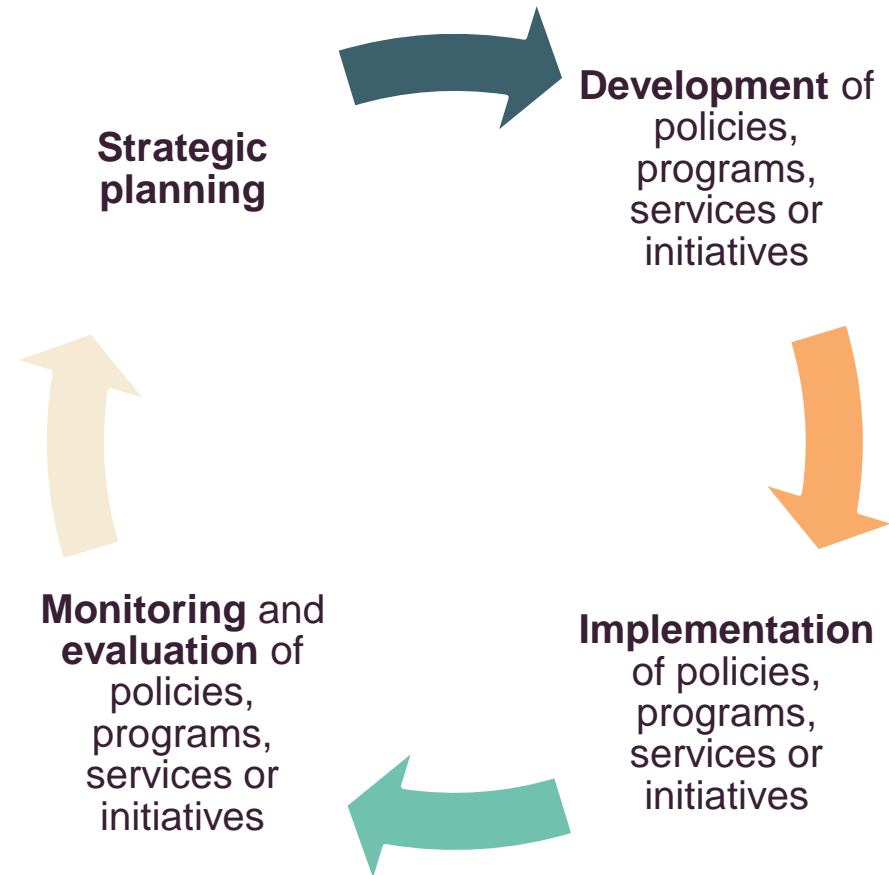 Strategic
planning
Development of
policies,
programs,
services or
initiatives
Implementation
of policies,
programs,
services or
initiatives
Monitoring and
evaluation of
policies,
programs,
services or
initiatives